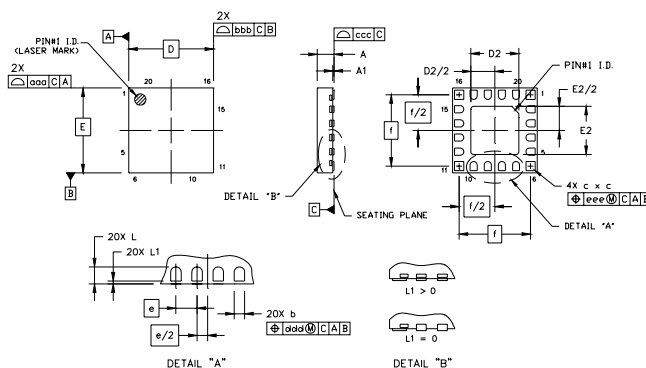 2X
⌓ bbb C B
A
D
PIN#1 I.D.
(LASER MARK)
2X
⌓ aaa C A
20
16
1
15
E
5
11
6
10
B
⌓ ccc C
A
A1
DETAIL "B"
C
SEATING PLANE
D2
D2/2
PIN#1 I.D.
16
20
1
15
E2/2
f/2
f
E2
5
11
10
6
4X c x c
⌖ eee Ⓜ C A B
f/2
DETAIL "A"
f
20X L
20X L1
e
e/2
20X b
⌖ ddd Ⓜ C A B
DETAIL "A"
L1 > 0
L1 = 0
DETAIL "B"